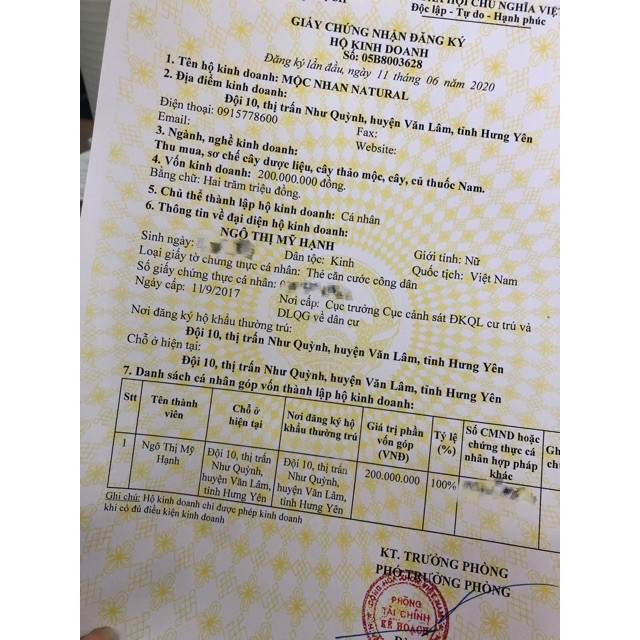 HỘI CHỦ NGHĨA VIỆT
Độc lập - Tự do - Hạnh phúc
GIẤY CHỨNG NHẬN ĐĂNG KÝ
HỘ KINH DOANH
Số: 05B8003628
Đăng ký lần đầu, ngày 11 tháng 06 năm 2020
1. Tên hộ kinh doanh: MỘC NHAN NATURAL
2. Địa điểm kinh doanh:
Đội 10, thị trấn Như Quỳnh, huyện Văn Lâm, tỉnh Hưng Yên
Điện thoại: 0915778600 Fax:
Email: Website:
3. Ngành, nghề kinh doanh:
Thu mua, sơ chế cây dược liệu, cây thảo mộc, cây, củ thuốc Nam.
4. Vốn kinh doanh: 200.000.000 đồng.
Bằng chữ: Hai trăm triệu đồng.
5. Chủ thể thành lập hộ kinh doanh: Cá nhân
6. Thông tin về đại diện hộ kinh doanh:
NGÔ THỊ MỸ HẠNH Giới tính: Nữ
Sinh ngày: Dân tộc: Kinh Quốc tịch: Việt Nam
Loại giấy tờ chứng thực cá nhân: Thẻ căn cước công dân
Số giấy chứng thực cá nhân:
Ngày cấp: 11/9/2017 Nơi cấp: Cục trưởng Cục cảnh sát ĐKQL cư trú và
DLQG về dân cư
Nơi đăng ký hộ khẩu thường trú:
Đội 10, thị trấn Như Quỳnh, huyện Văn Lâm, tỉnh Hưng Yên
Chỗ ở hiện tại:
Đội 10, thị trấn Như Quỳnh, huyện Văn Lâm, tỉnh Hưng Yên
7. Danh sách cá nhân góp vốn thành lập hộ kinh doanh:
Stt Tên thành viên Chỗ ở hiện tại Nơi đăng ký hộ khẩu thường trú Giá trị phần vốn góp (VNĐ) Tỷ lệ (%) Số CMND hoặc chứng thực cá nhân hợp pháp khác
1 Ngô Thị Mỹ Hạnh Đội 10, thị trấn Như Quỳnh, huyện Văn Lâm, tỉnh Hưng Yên Đội 10, thị trấn Như Quỳnh, huyện Văn Lâm, tỉnh Hưng Yên 200.000.000 100%
Ghi chú: Hộ kinh doanh chỉ được phép kinh doanh
khi có đủ điều kiện kinh doanh
KT. TRƯỞNG PHÒNG
PHÓ TRƯỞNG PHÒNG
PHÒNG
TÀI CHÍNH
KẾ HOẠCH